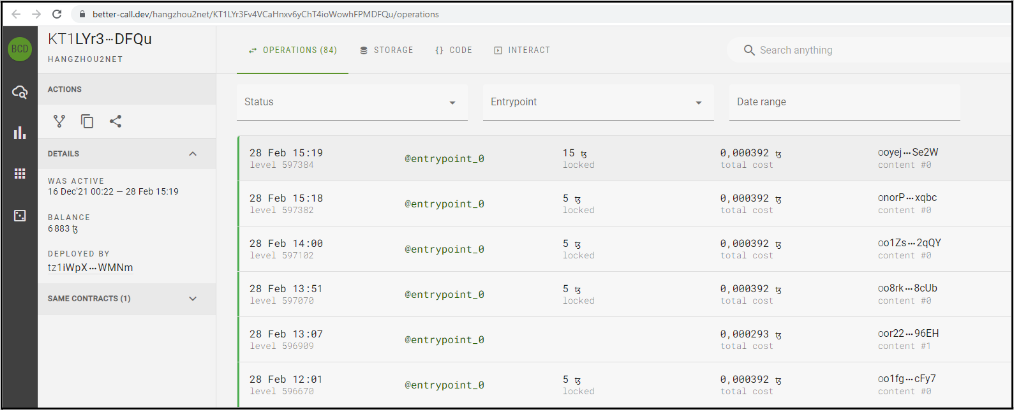 better-call.dev/hangzhou2net/KT1LYr3Fv4VCaHnxv6yChT4ioWowhFPMDFQu/operations
BCD
KT1LYr3···DFQu
HANGZHOU2NET
ACTIONS
DETAILS
WAS ACTIVE
16 Dec'21 00:22 — 28 Feb 15:19
BALANCE
6 883 ꜩ
DEPLOYED BY
tz1iWpX···WMNm
SAME CONTRACTS (1)
OPERATIONS (84) STORAGE {} CODE INTERACT
Search anything
Status Entrypoint Date range
28 Feb 15:19 @entrypoint_0 15 ꜩ 0,000392 ꜩ ooyej···Se2W
level 597384 locked total cost content #0
28 Feb 15:18 @entrypoint_0 5 ꜩ 0,000392 ꜩ onorP···xqbc
level 597382 locked total cost content #0
28 Feb 14:00 @entrypoint_0 5 ꜩ 0,000392 ꜩ oo1Zs···2qQY
level 597102 locked total cost content #0
28 Feb 13:51 @entrypoint_0 5 ꜩ 0,000392 ꜩ oo8rk···8cUb
level 597070 locked total cost content #0
28 Feb 13:07 @entrypoint_0 0,000293 ꜩ oor22···96EH
level 596909 total cost content #1
28 Feb 12:01 @entrypoint_0 5 ꜩ 0,000392 ꜩ oo1fg···cFy7
level 596670 locked total cost content #0